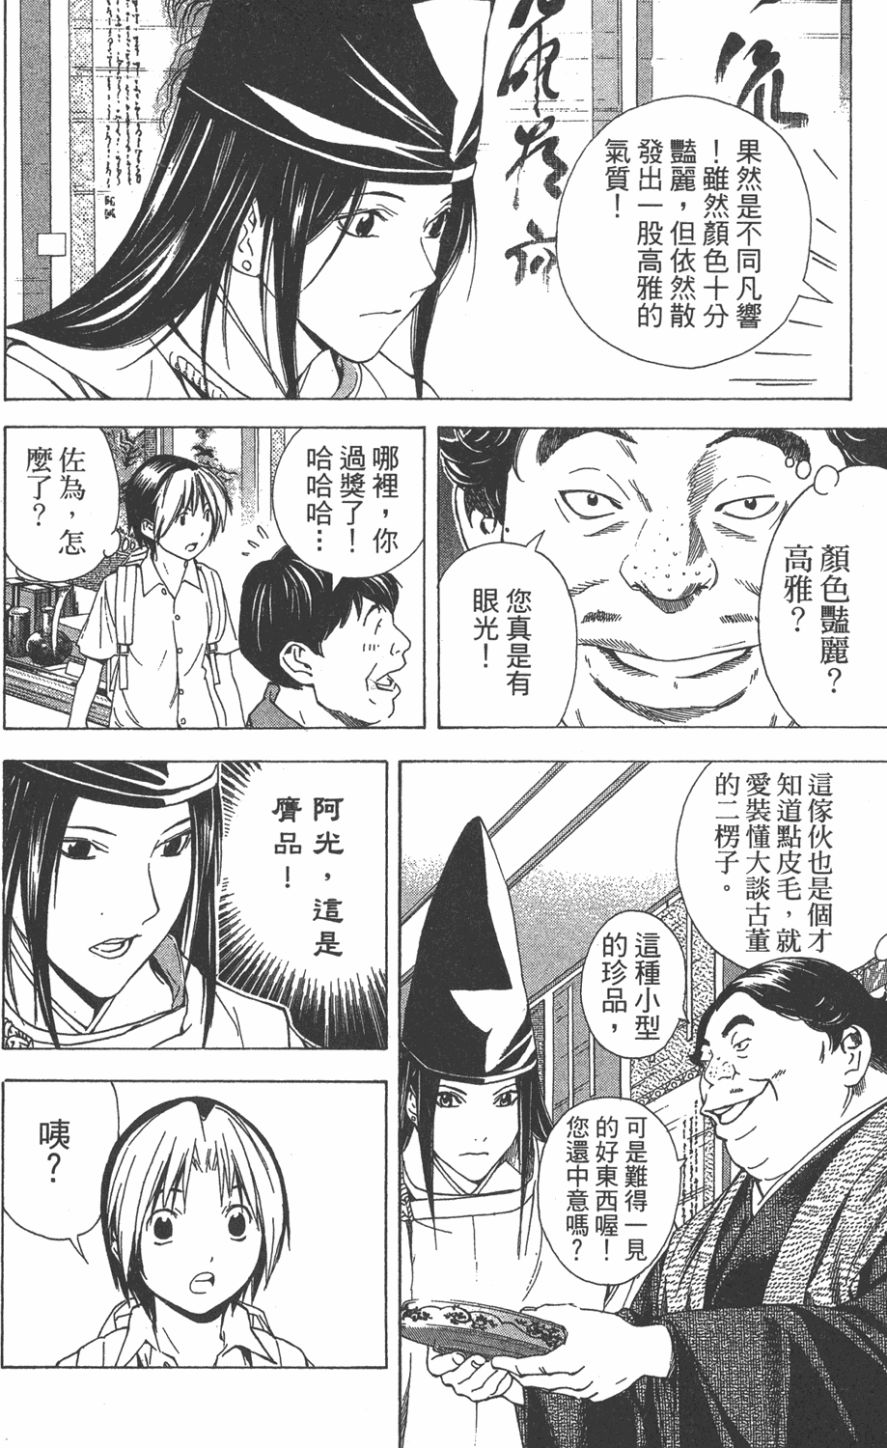 果然是不同凡響
！雖然顏色十分
豔麗，但依然散
發出一股高雅的
氣質！
顏色豔麗？
高雅？
您真是有
眼光！
哪裡，你
過獎了！
哈哈哈…
佐為，怎
麼了？
這傢伙也是個才
知道點皮毛，就
愛裝懂大談古董
的二楞子。
這種小型
的珍品，
可是難得一見
的好東西喔！
您還中意嗎？
阿光，這是
贗品！
咦？